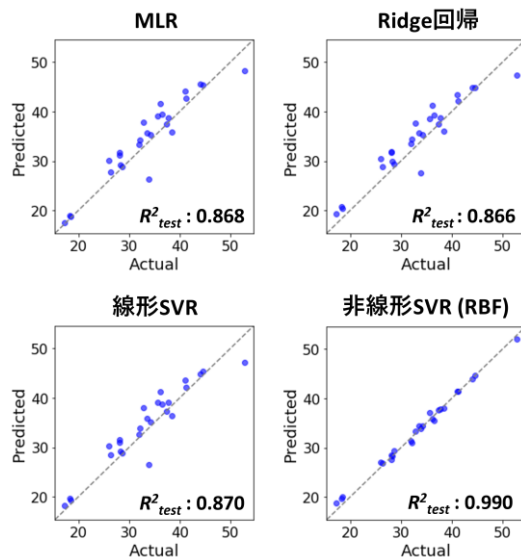 MLR
50
40
30
20
Predicted
R²test : 0.868
20 30 40 50
Actual
Ridge回帰
50
40
30
20
Predicted
R²test : 0.866
20 30 40 50
Actual
線形SVR
50
40
30
20
Predicted
R²test : 0.870
20 30 40 50
Actual
非線形SVR (RBF)
50
40
30
20
Predicted
R²test : 0.990
20 30 40 50
Actual